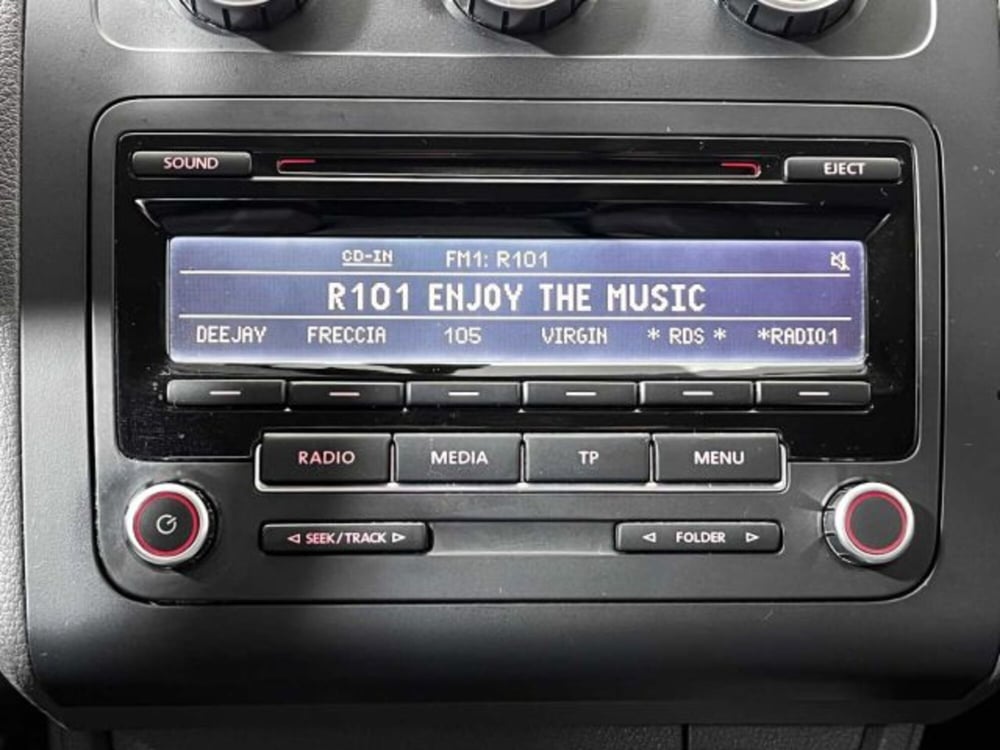 SOUND EJECT
CD-IN FM1: R101
R101 ENJOY THE MUSIC
DEEJAY FRECCIA 105 VIRGIN * RDS * *RADIO1
RADIO MEDIA TP MENU
◁ SEEK/TRACK ▷ ◁ FOLDER ▷